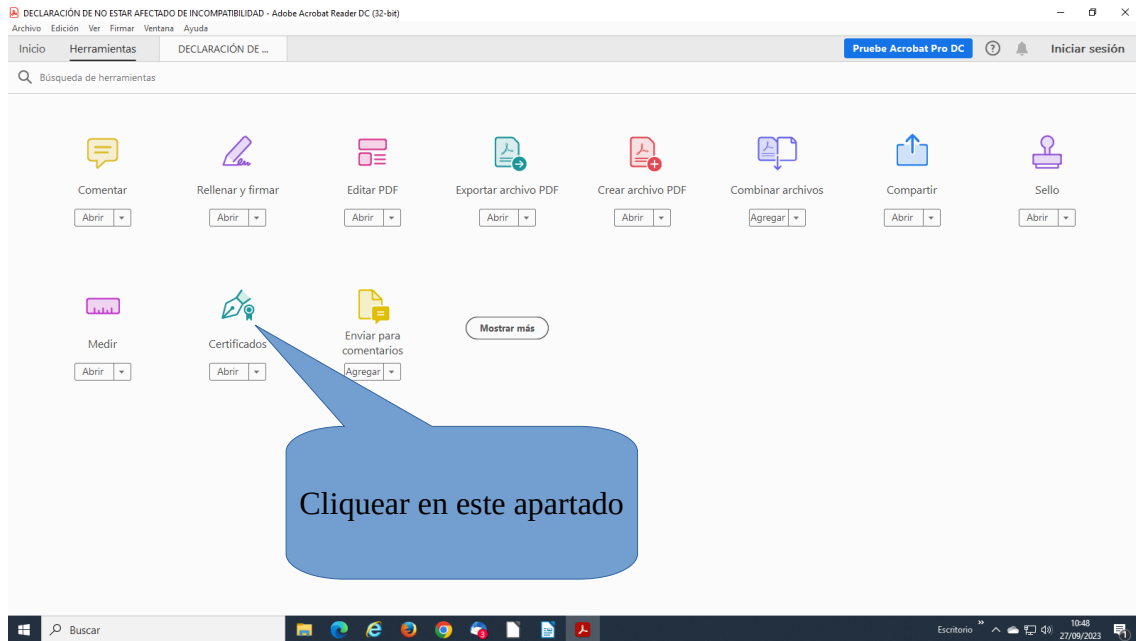 DECLARACIÓN DE NO ESTAR AFECTADO DE INCOMPATIBILIDAD - Adobe Acrobat Reader DC (32-bit)
Archivo Edición Ver Firmar Ventana Ayuda
Inicio Herramientas DECLARACIÓN DE ... Pruebe Acrobat Pro DC ? Iniciar sesión
Búsqueda de herramientas
Comentar Rellenar y firmar Editar PDF Exportar archivo PDF Crear archivo PDF Combinar archivos Compartir Sello
Abrir Abrir Abrir Abrir Abrir Agregar Abrir Abrir
Medir Certificados Enviar para comentarios Mostrar más
Abrir Abrir Agregar
Cliquear en este apartado
Buscar 3 Escritorio » 10:48
27/09/2023 1